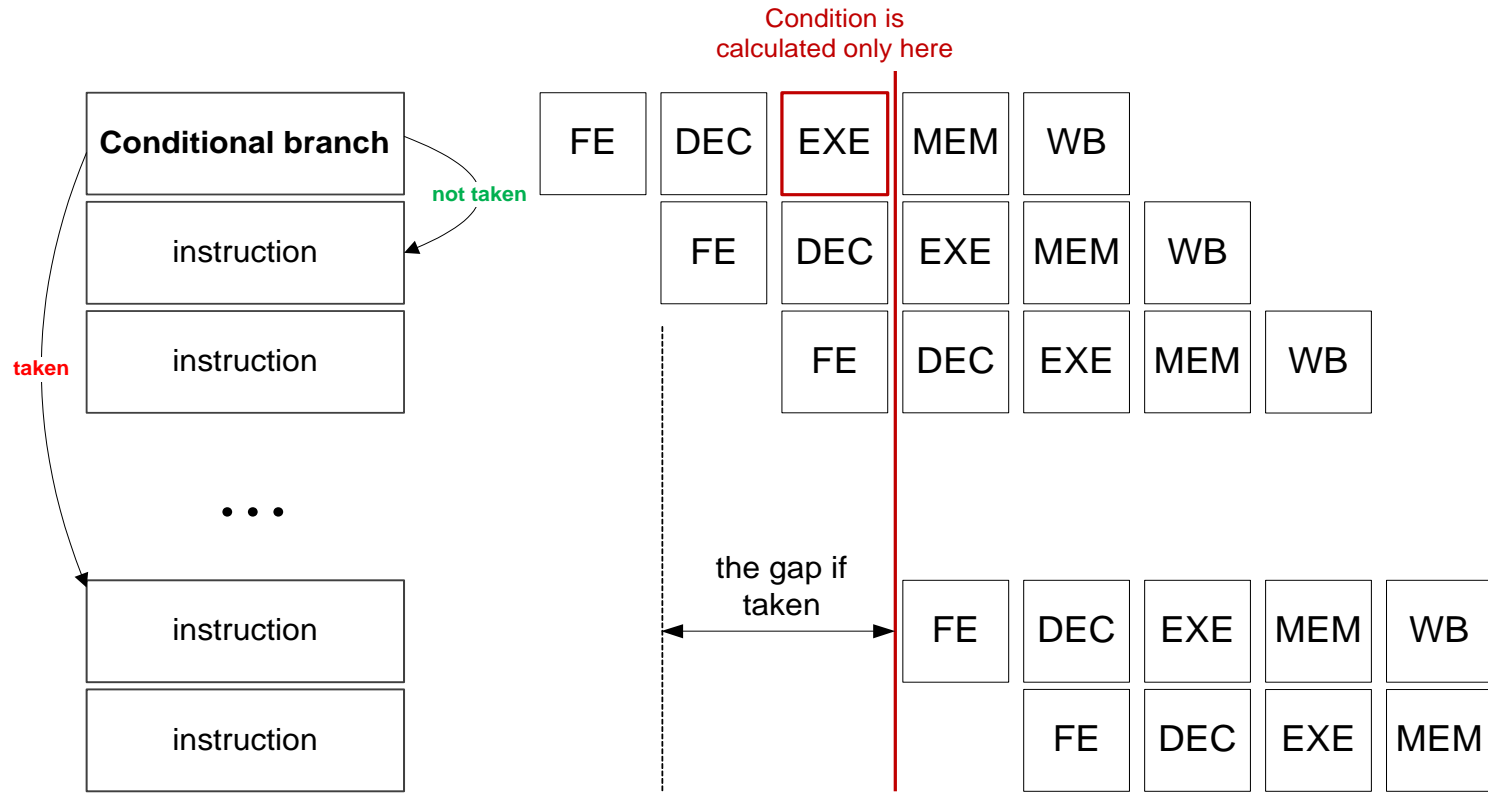 Condition is
calculated only here
Conditional branch
FE DEC EXE MEM WB
not taken
instruction
FE DEC EXE MEM WB
instruction
FE DEC EXE MEM WB
taken
...
the gap if
taken
instruction
FE DEC EXE MEM WB
instruction
FE DEC EXE MEM